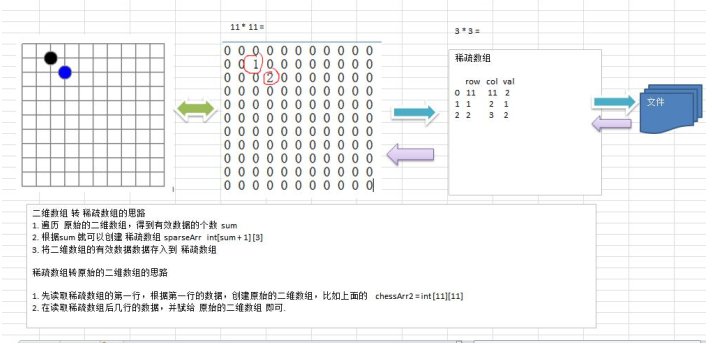 11 * 11 =
3 * 3 =
0 0 0 0 0 0 0 0 0 0 0
0 0 1 0 0 0 0 0 0 0 0
0 0 0 2 0 0 0 0 0 0 0
0 0 0 0 0 0 0 0 0 0 0
0 0 0 0 0 0 0 0 0 0 0
0 0 0 0 0 0 0 0 0 0 0
0 0 0 0 0 0 0 0 0 0 0
0 0 0 0 0 0 0 0 0 0 0
0 0 0 0 0 0 0 0 0 0 0
0 0 0 0 0 0 0 0 0 0 0
0 0 0 0 0 0 0 0 0 0 0
稀疏数组
row col val
0 11 11 2
1 1 2 1
2 2 3 2
文件
二维数组 转 稀疏数组的思路
1. 遍历 原始的二维数组，得到有效数据的个数 sum
2. 根据sum 就可以创建 稀疏数组 sparseArr int[sum + 1] [3]
3. 将二维数组的有效数据数据存入到 稀疏数组
稀疏数组转原始的二维数组的思路
1. 先读取稀疏数组的第一行，根据第一行的数据，创建原始的二维数组，比如上面的 chessArr2 = int [11][11]
2. 在读取稀疏数组后几行的数据，并赋给 原始的二维数组 即可.